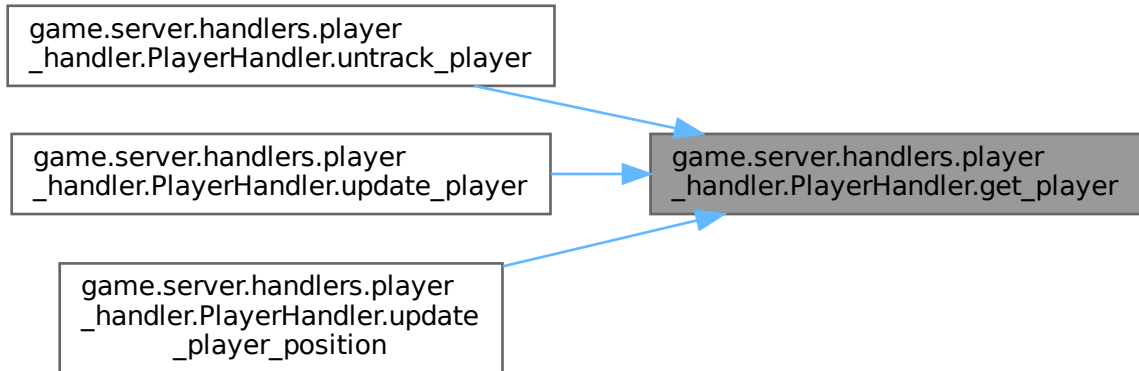 game.server.handlers.player
_handler.PlayerHandler.untrack_player
game.server.handlers.player
_handler.PlayerHandler.update_player
game.server.handlers.player
_handler.PlayerHandler.update
_player_position
game.server.handlers.player
_handler.PlayerHandler.get_player